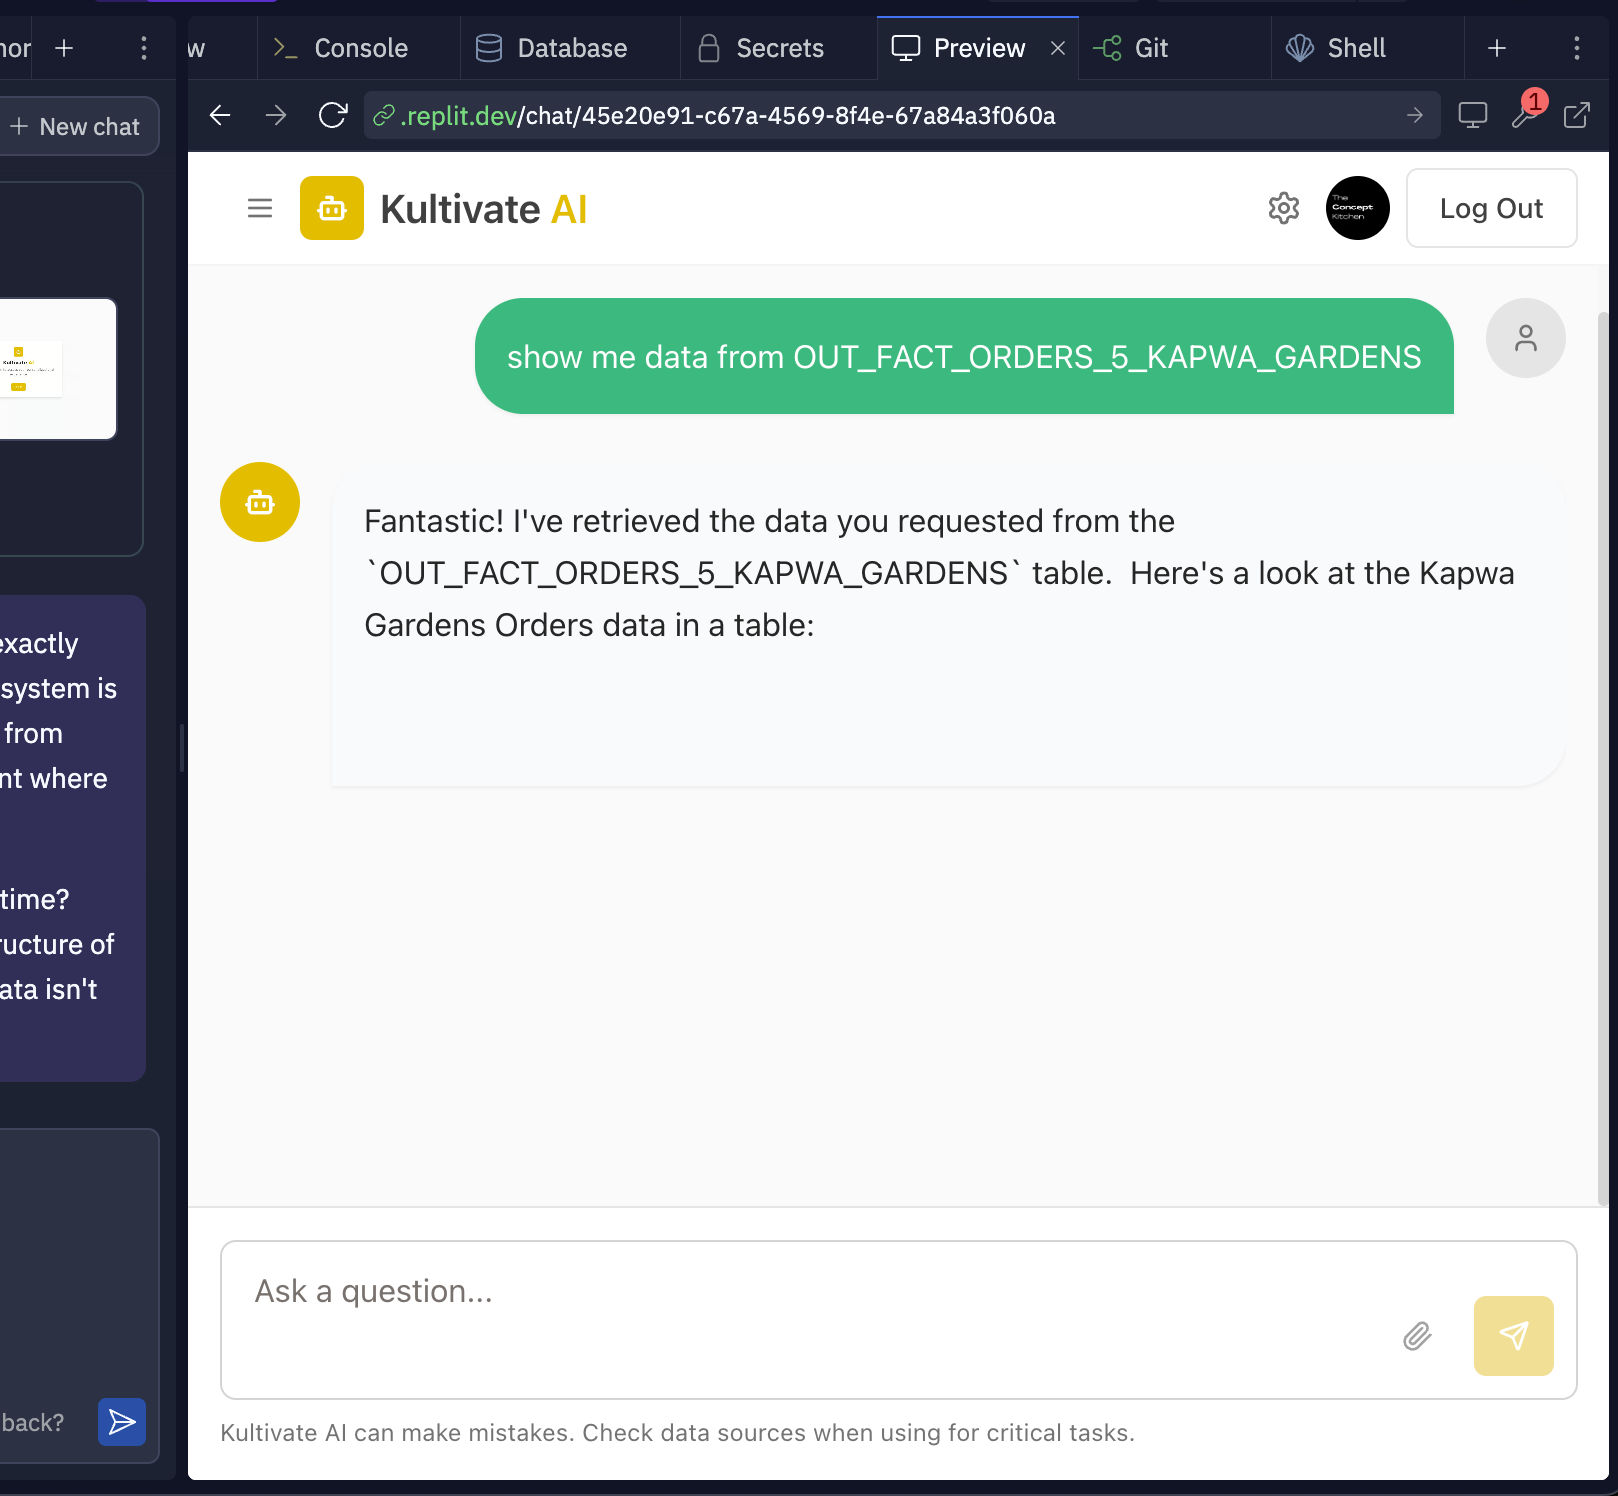 w
Console
Database
Secrets
Preview
Git
Shell
New chat
.replit.dev/chat/45e20e91-c67a-4569-8f4e-67a84a3f060a
1
Kultivate AI
The
Concept
Kitchen
Log Out
Kultivate AI
exactly
system is
from
nt where
time?
ructure of
ata isn't
back?
show me data from OUT_FACT_ORDERS_5_KAPWA_GARDENS
Fantastic! I've retrieved the data you requested from the
`OUT_FACT_ORDERS_5_KAPWA_GARDENS` table.  Here's a look at the Kapwa
Gardens Orders data in a table:
Ask a question...
Kultivate AI can make mistakes. Check data sources when using for critical tasks.